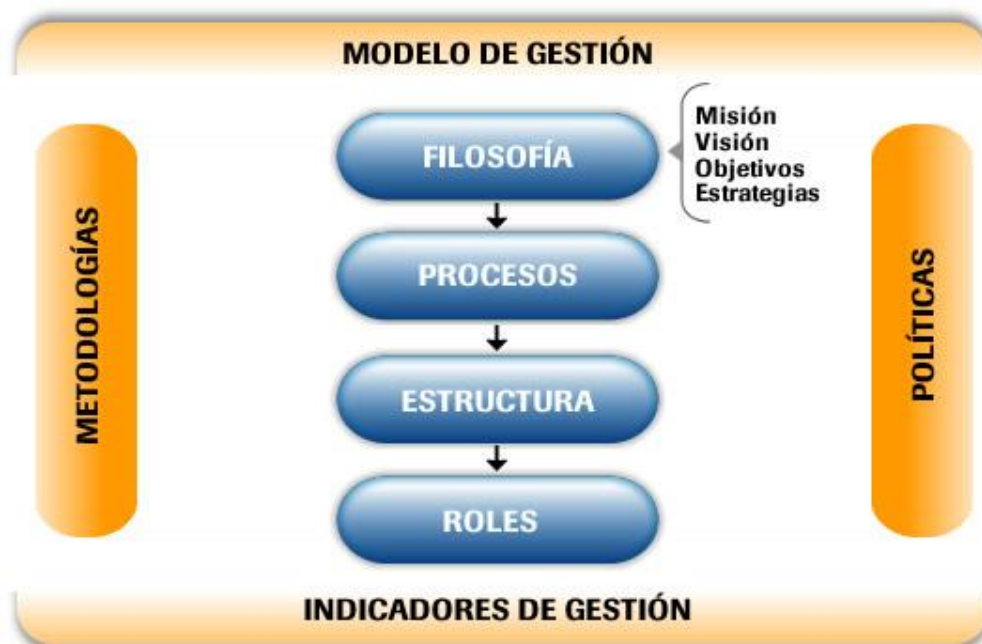 MODELO DE GESTIÓN
FILOSOFÍA
Misión
Visión
Objetivos
Estrategias
METODOLOGÍAS
PROCESOS
POLÍTICAS
ESTRUCTURA
ROLES
INDICADORES DE GESTIÓN